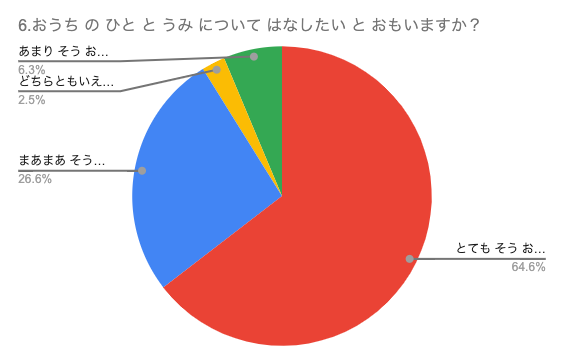 6.おうち の ひと と うみ について はなしたい と おもいますか？
あまり そう お…
6.3%
どちらともいえ…
2.5%
まあまあ そう…
26.6%
とても そう お…
64.6%